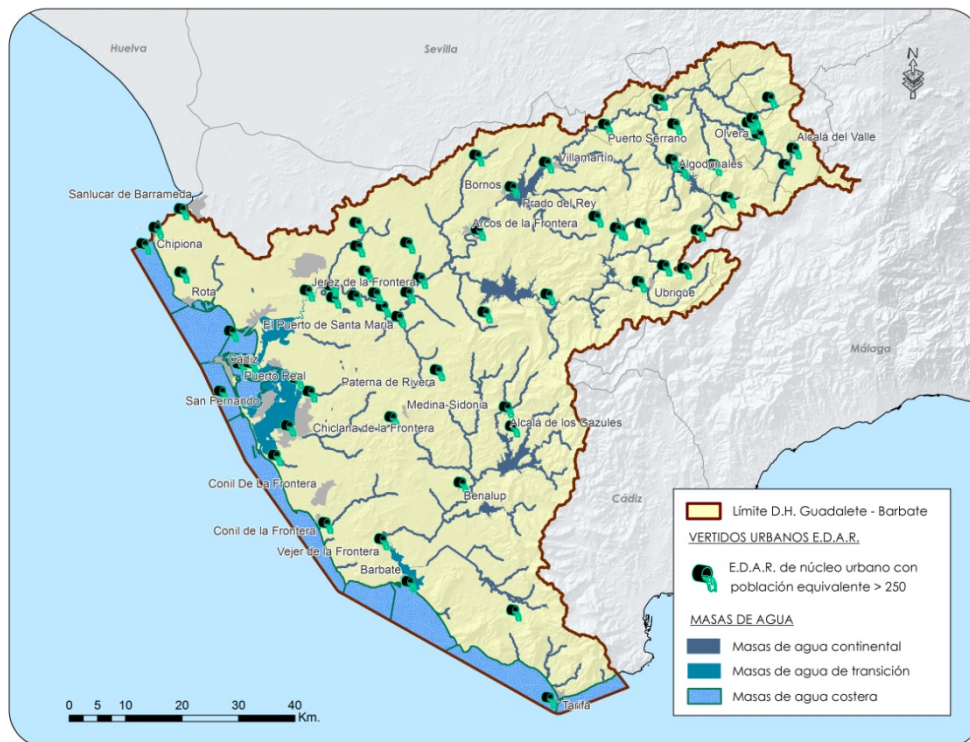 Huelva
Sevilla
N
Puerto Serrano
Olvera
Alcalá del Valle
Villamartín
Algodonales
Bornos
Prado del Rey
Sanlucar de Barrameda
Arcos de la Frontera
Chipiona
Jerez de la Frontera
Rota
Ubrique
El Puerto de Santa María
Málaga
Cádiz
Puerto Real
Paterna de Rivera
San Fernando
Medina-Sidonia
Chiclana de la Frontera
Alcalá de los Gazules
Conil De La Frontera
Benalup
Cádiz
Conil de la Frontera
Vejer de la Frontera
Barbate
Tarifa
Límite D.H. Guadalete - Barbate
VERTIDOS URBANOS E.D.A.R.
E.D.A.R. de núcleo urbano con
población equivalente > 250
MASAS DE AGUA
Masas de agua continental
Masas de agua de transición
Masas de agua costera
0 5 10 20 30 40
Km.